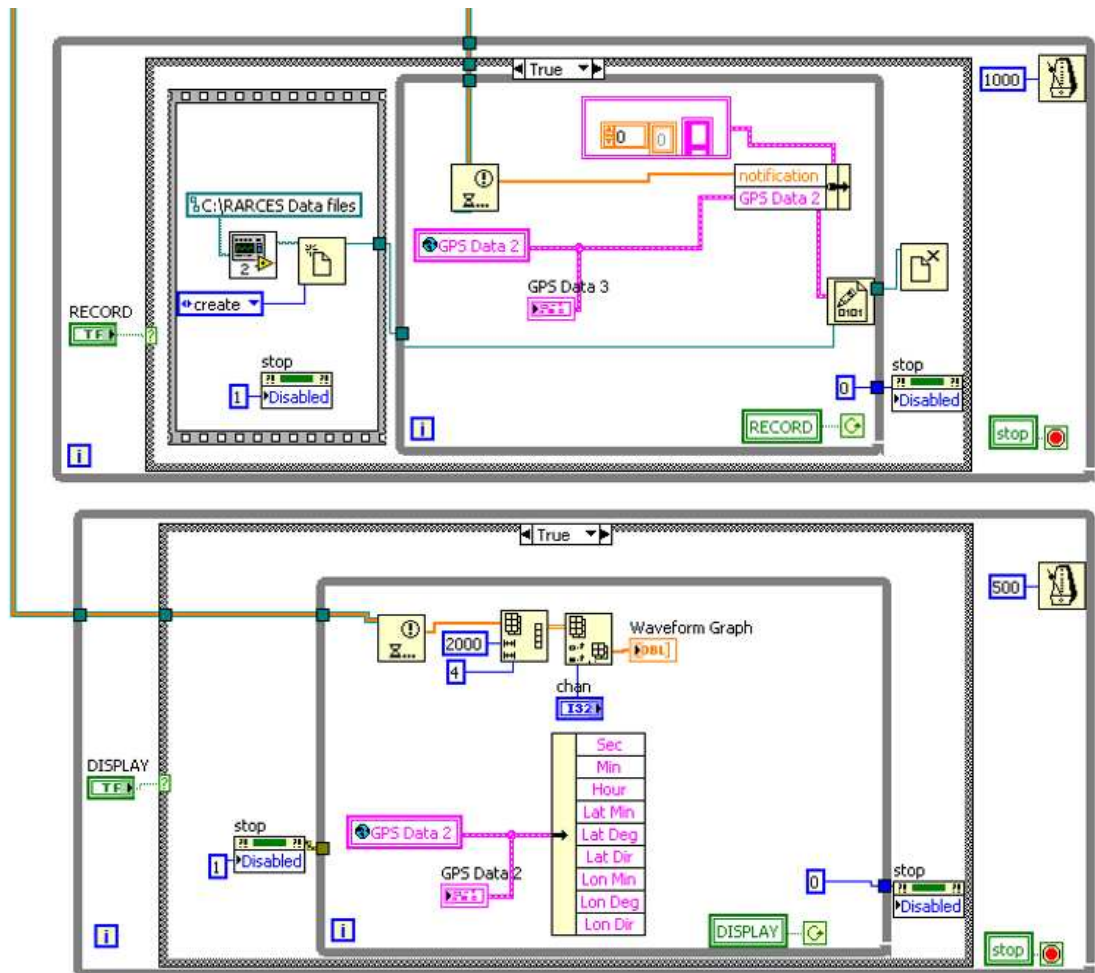 True
1000
0
0
notification
GPS Data 2
C:\RARCES Data files
GPS Data 2
2
GPS Data 3
create
0101
RECORD
TF
?
stop
?! ?!
1
Disabled
0
stop
?! ?!
Disabled
RECORD
stop
i
i
True
500
2000
Waveform Graph
DBL
4
chan
I32
DISPLAY
TF
?
Sec
Min
Hour
Lat Min
Lat Deg
Lat Dir
Lon Min
Lon Deg
Lon Dir
stop
?! ?!
1
Disabled
GPS Data 2
GPS Data 2
0
stop
?! ?!
Disabled
DISPLAY
stop
i
i